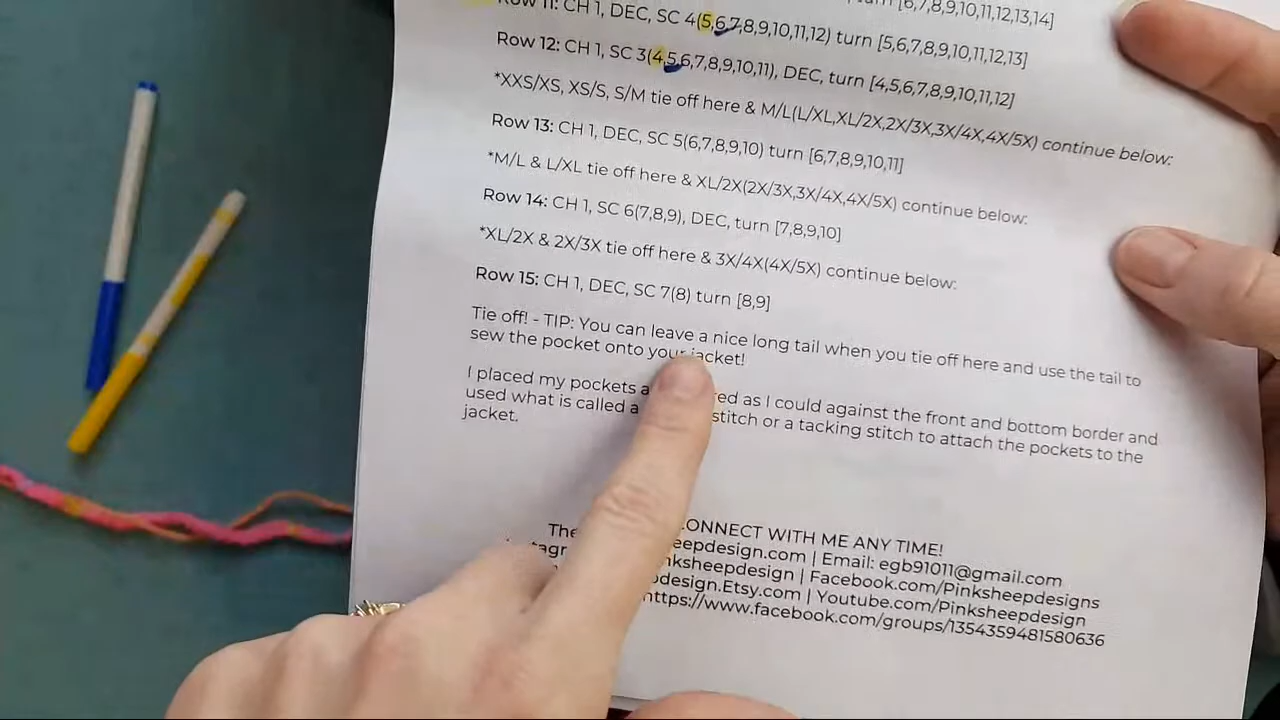 [6,7,8,9,10,11,12,13,14]
Row 11: CH 1, DEC, SC 4(5,6,7,8,9,10,11,12) turn [5,6,7,8,9,10,11,12,13]
Row 12: CH 1, SC 3(4,5,6,7,8,9,10,11), DEC, turn [4,5,6,7,8,9,10,11,12]
*XXS/XS, XS/S, S/M tie off here & M/L(L/XL,XL/2X,2X/3X,3X/4X,4X/5X) continue below:
Row 13: CH 1, DEC, SC 5(6,7,8,9,10) turn [6,7,8,9,10,11]
*M/L & L/XL tie off here & XL/2X(2X/3X,3X/4X,4X/5X) continue below:
Row 14: CH 1, SC 6(7,8,9), DEC, turn [7,8,9,10]
*XL/2X & 2X/3X tie off here & 3X/4X(4X/5X) continue below:
Row 15: CH 1, DEC, SC 7(8) turn [8,9]
Tie off! - TIP: You can leave a nice long tail when you tie off here and use the tail to
sew the pocket onto your jacket!
I placed my pockets as I could against the front and bottom border and
used what is called a stitch or a tacking stitch to attach the pockets to the
jacket.
CONNECT WITH ME ANY TIME!
| Email: egb91011@gmail.com
| Facebook.com/Pinksheepdesigns
| Youtube.com/Pinksheepdesign
https://www.facebook.com/groups/1354359481580636